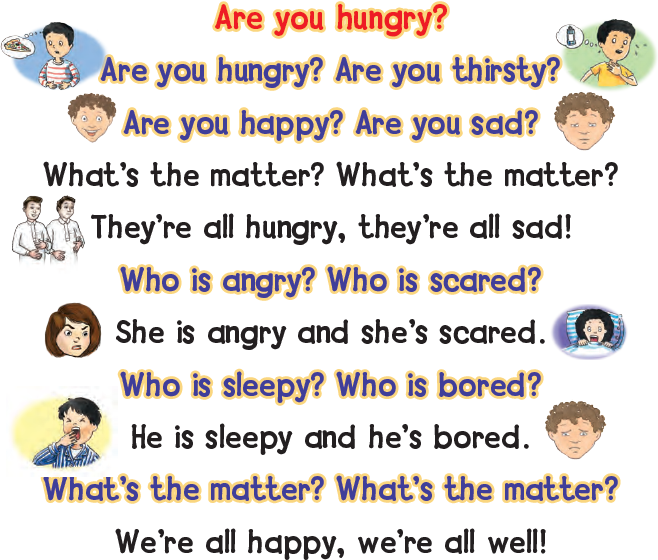 Are you hungry?
Are you hungry? Are you thirsty?
Are you happy? Are you sad?
What's the matter? What's the matter?
They're all hungry, they're all sad!
Who is angry? Who is scared?
She is angry and she's scared.
Who is sleepy? Who is bored?
He is sleepy and he's bored.
What's the matter? What's the matter?
We're all happy, we're all well!